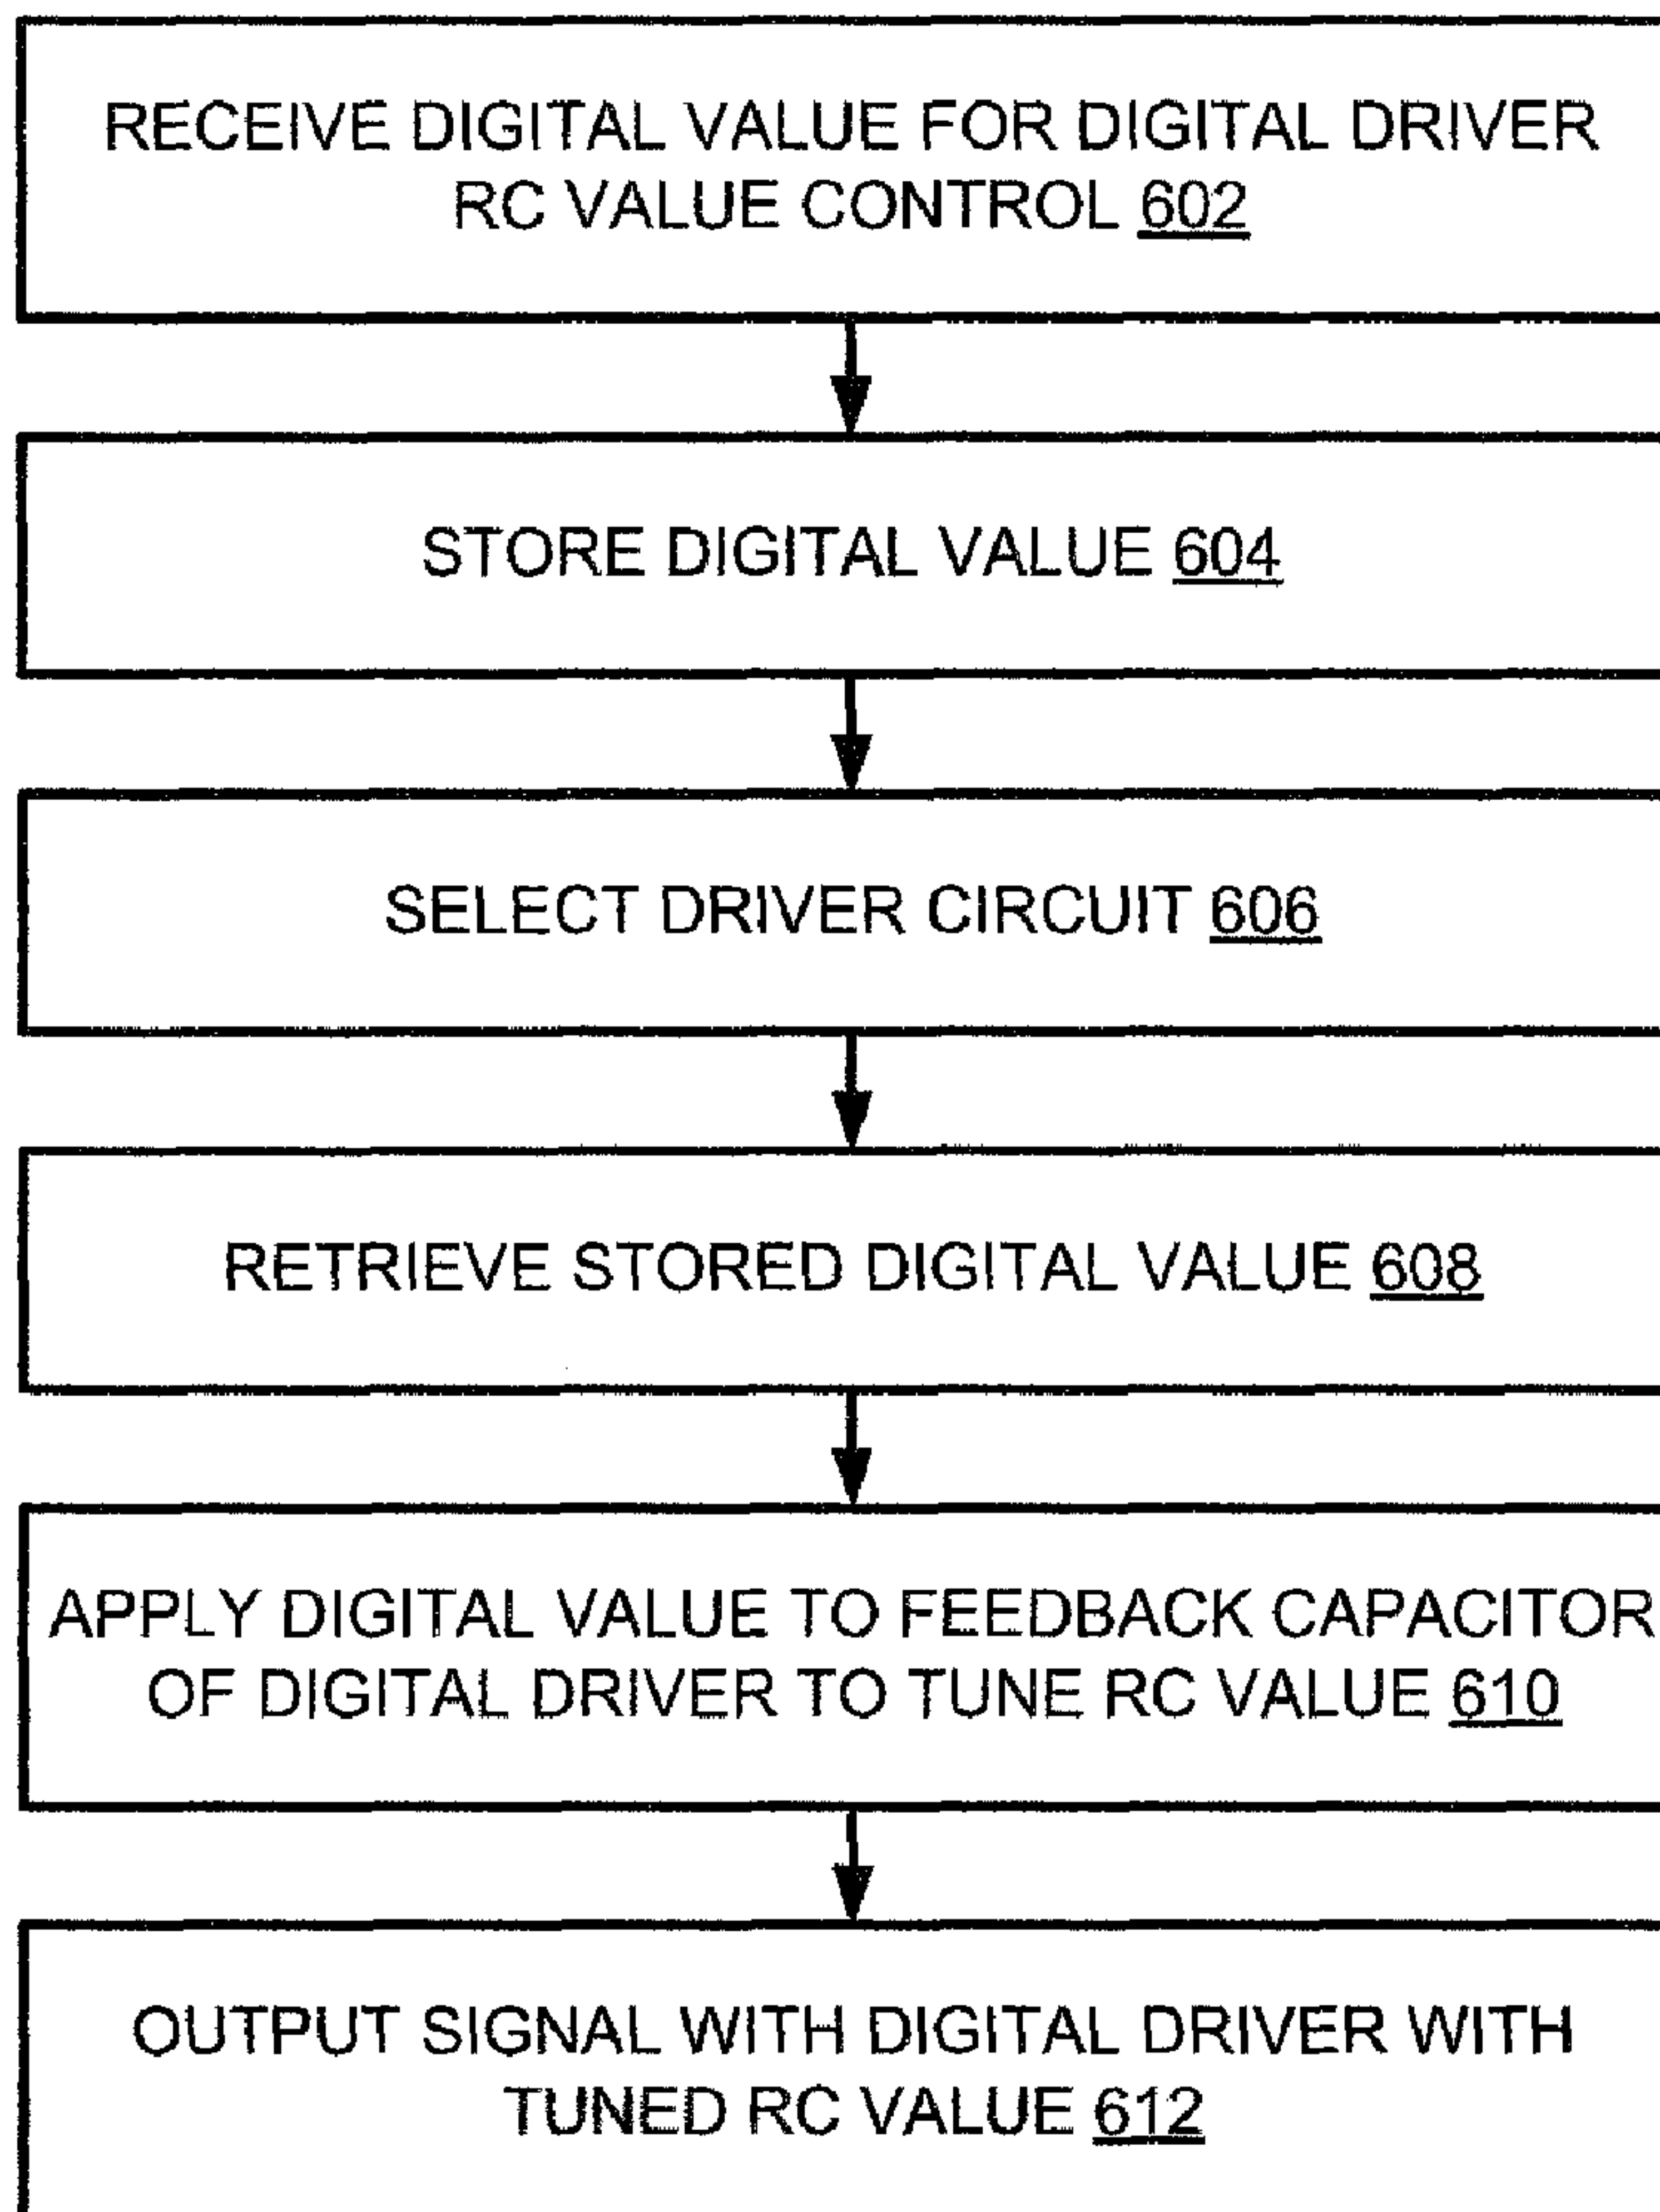 RECEIVE DIGITAL VALUE FOR DIGITAL DRIVER
RC VALUE CONTROL 602
STORE DIGITAL VALUE 604
SELECT DRIVER CIRCUIT 606
RETRIEVE STORED DIGITAL VALUE 608
APPLY DIGITAL VALUE TO FEEDBACK CAPACITOR
OF DIGITAL DRIVER TO TUNE RC VALUE 610
OUTPUT SIGNAL WITH DIGITAL DRIVER WITH
TUNED RC VALUE 612